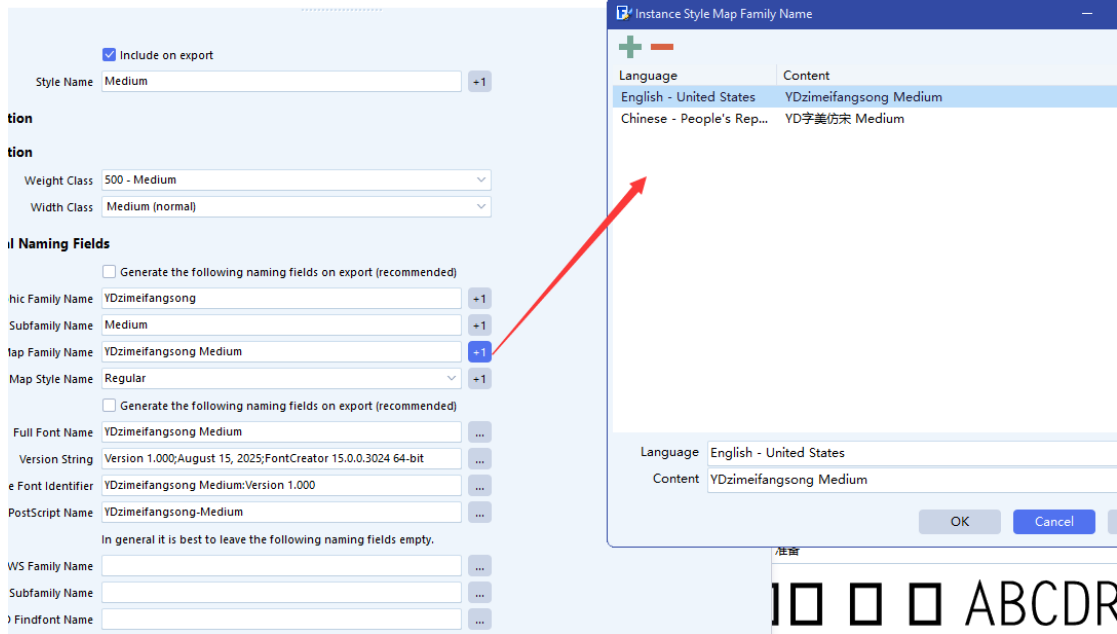 Include on export
Style Name Medium +1
tion
tion
Weight Class 500 - Medium
Width Class Medium (normal)
l Naming Fields
Generate the following naming fields on export (recommended)
hic Family Name YDzimeifangsong +1
Subfamily Name Medium +1
Map Family Name YDzimeifangsong Medium +1
Map Style Name Regular +1
Generate the following naming fields on export (recommended)
Full Font Name YDzimeifangsong Medium ...
Version String Version 1.000;August 15, 2025;FontCreator 15.0.0.3024 64-bit ...
e Font Identifier YDzimeifangsong Medium:Version 1.000 ...
PostScript Name YDzimeifangsong-Medium ...
In general it is best to leave the following naming fields empty.
WS Family Name ...
Subfamily Name ...
Findfont Name ...
Instance Style Map Family Name
Language Content
English - United States YDzimeifangsong Medium
Chinese - People's Rep... YD字美仿宋 Medium
Language English - United States
Content YDzimeifangsong Medium
OK Cancel
准备
ABCDR